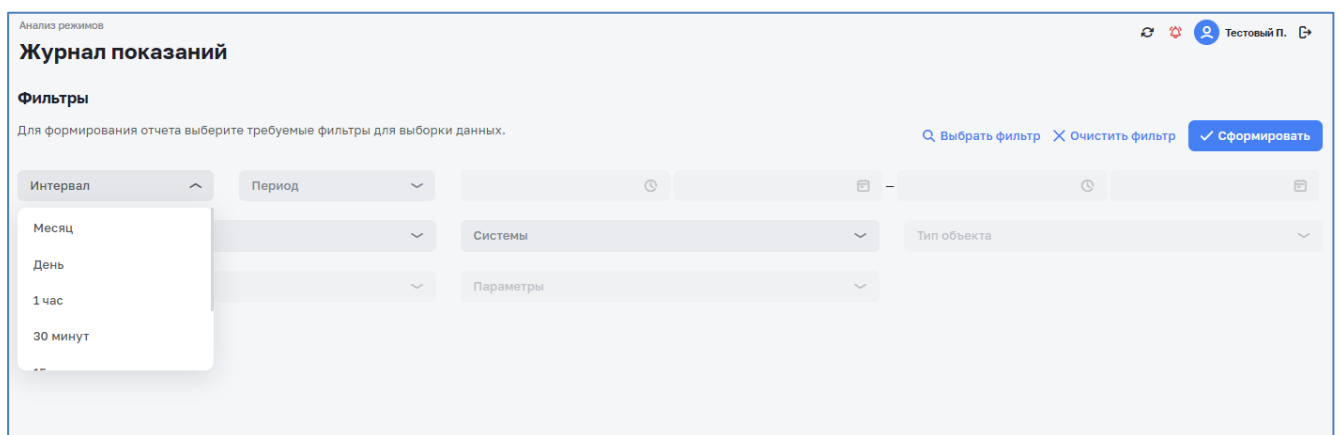 Анализ режимов
Журнал показаний
Тестовый П.
Фильтры
Для формирования отчета выберите требуемые фильтры для выборки данных.
Выбрать фильтр Очистить фильтр Сформировать
Интервал Период –
Месяц
Системы Тип объекта
День
1 час
Параметры
30 минут